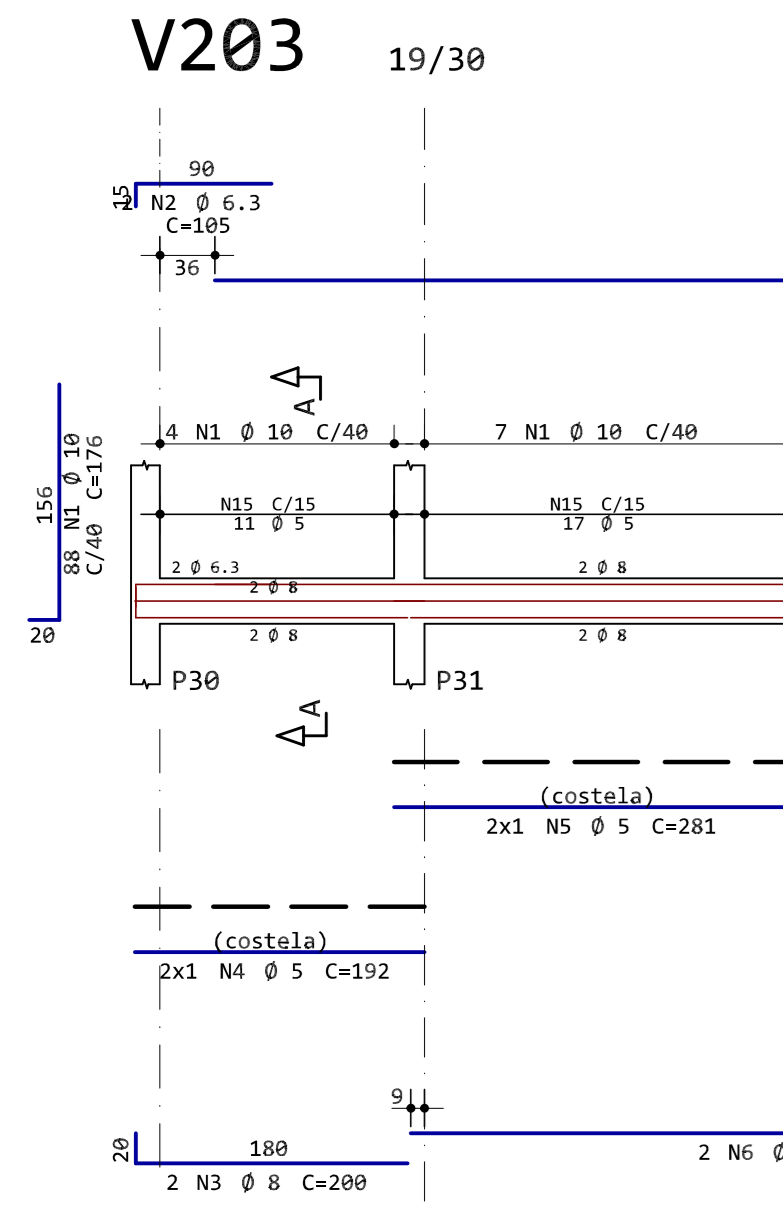 V203 19/30
90
15
2 N2 Ø 6.3
C=105
36
A
4 N1 Ø 10 C/40 7 N1 Ø 10 C/40
156
88 N1 Ø 10
C/40 C=176
20
N15 C/15 N15 C/15
11 Ø 5 17 Ø 5
2 Ø 6.3 2 Ø 8
2 Ø 8
2 Ø 8 2 Ø 8
P30 P31
A
(costela)
2x1 N5 Ø 5 C=281
(costela)
2x1 N4 Ø 5 C=192
9
20
180
2 N6 Ø
2 N3 Ø 8 C=200